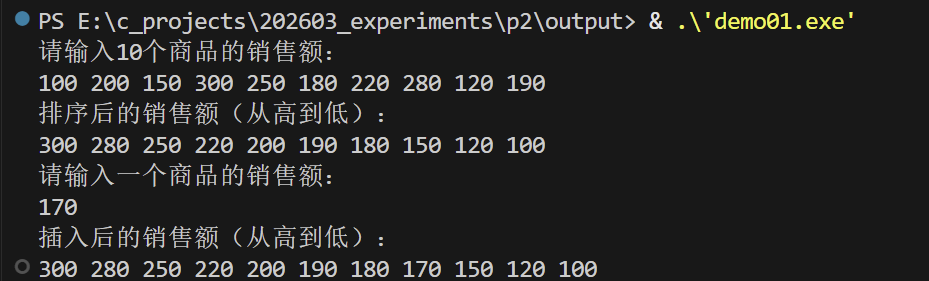 PS E:\c_projects\202603_experiments\p2\output> & .\'demo01.exe'
请输入10个商品的销售额：
100 200 150 300 250 180 220 280 120 190
排序后的销售额（从高到低）：
300 280 250 220 200 190 180 150 120 100
请输入一个商品的销售额：
170
插入后的销售额（从高到低）：
300 280 250 220 200 190 180 170 150 120 100